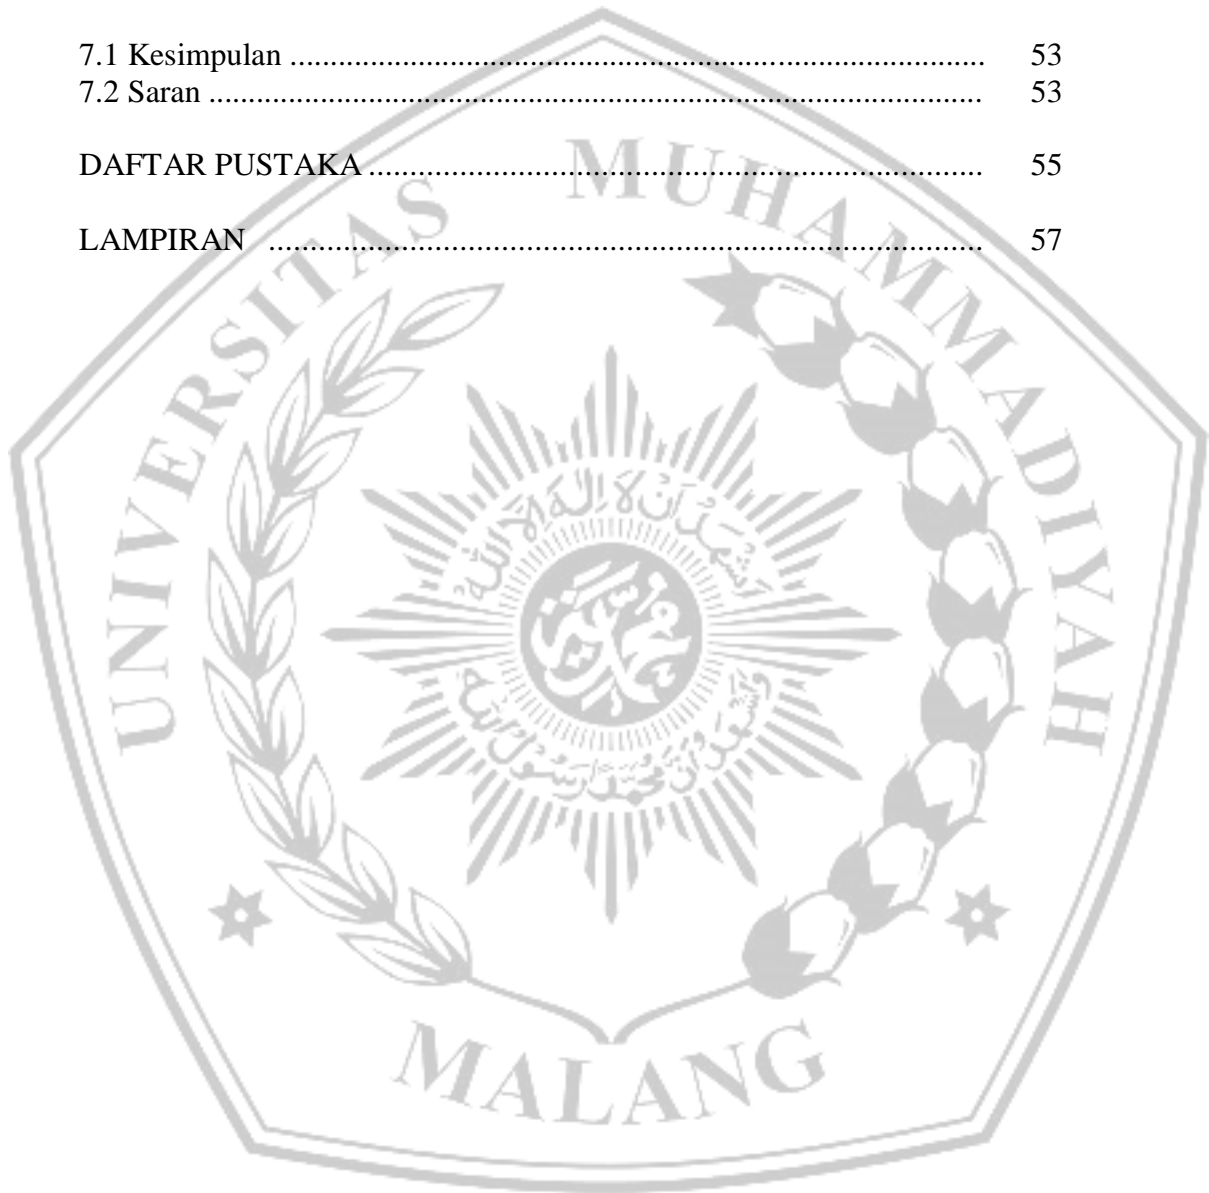 7.1 Kesimpulan ........................................................................................ 53
7.2 Saran .................................................................................................. 53
DAFTAR PUSTAKA .............................................................................. 55
LAMPIRAN .......................................................................................... 57
UNIVERSITAS MUHAMMADIYAH
MALANG